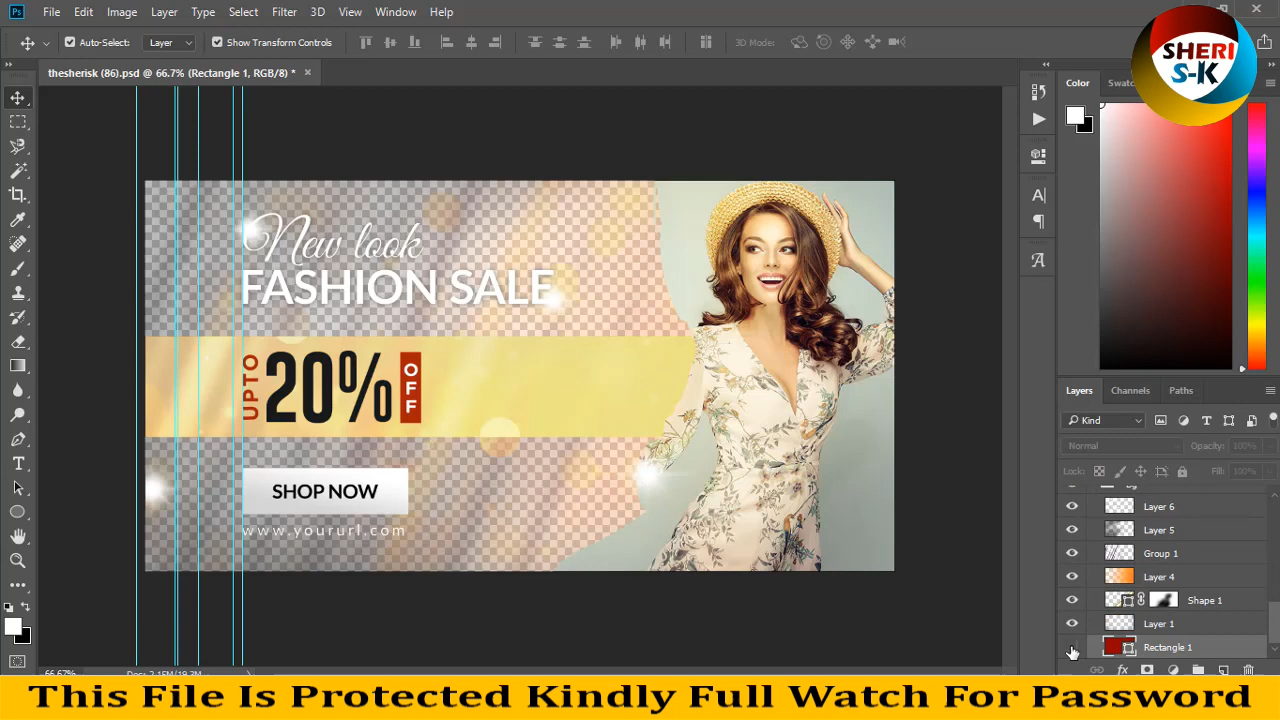 Ps File Edit Image Layer Type Select Filter 3D View Window Help
Auto-Select: Layer Show Transform Controls 3D Mode:
thesherisk (86).psd @ 66.7% (Rectangle 1, RGB/8) * ×
SHERI
S-K
Color
New look
FASHION SALE
UPTO
20%
OFF
SHOP NOW
www.yoururl.com
Layers Channels Paths
Kind
Normal Opacity: 100%
Lock: Fill: 100%
Layer 6
Layer 5
Group 1
Layer 4
Shape 1
Layer 1
Rectangle 1
fx
This File Is Protected Kindly Full Watch For Password